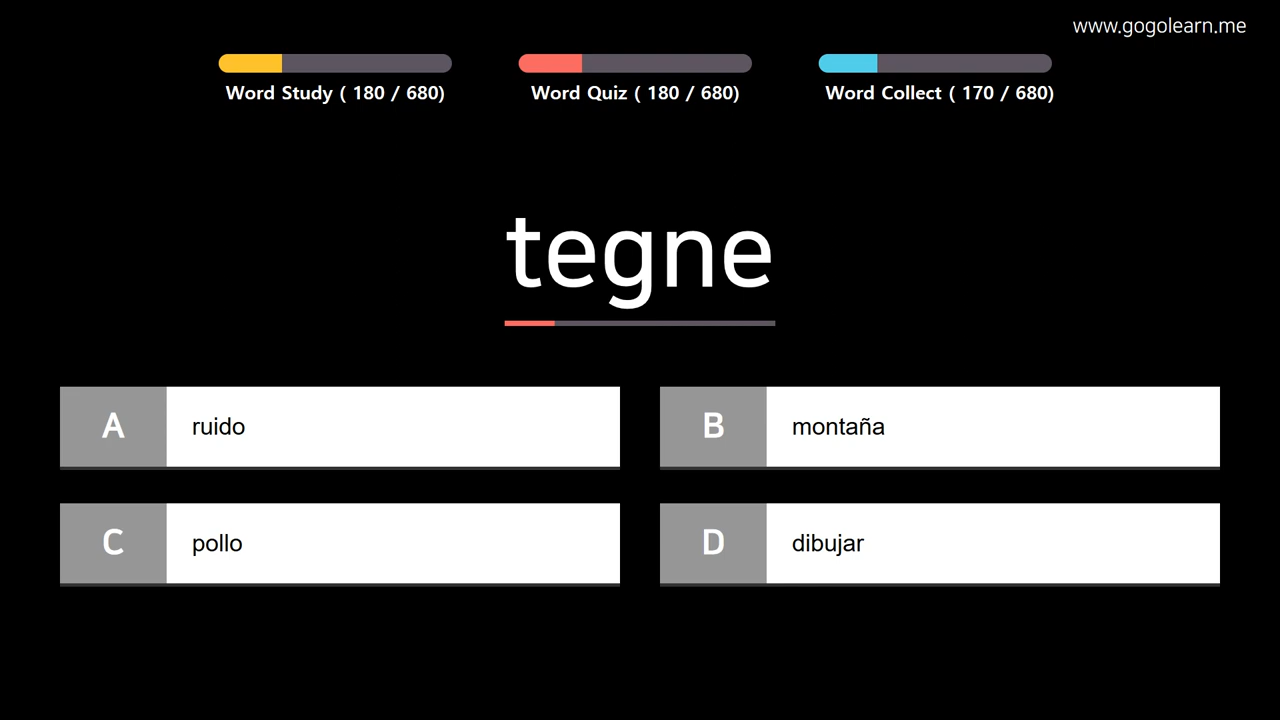 www.gogolearn.me
Word Study ( 180 / 680)
Word Quiz ( 180 / 680)
Word Collect ( 170 / 680)
tegne
A ruido
B montaña
C pollo
D dibujar